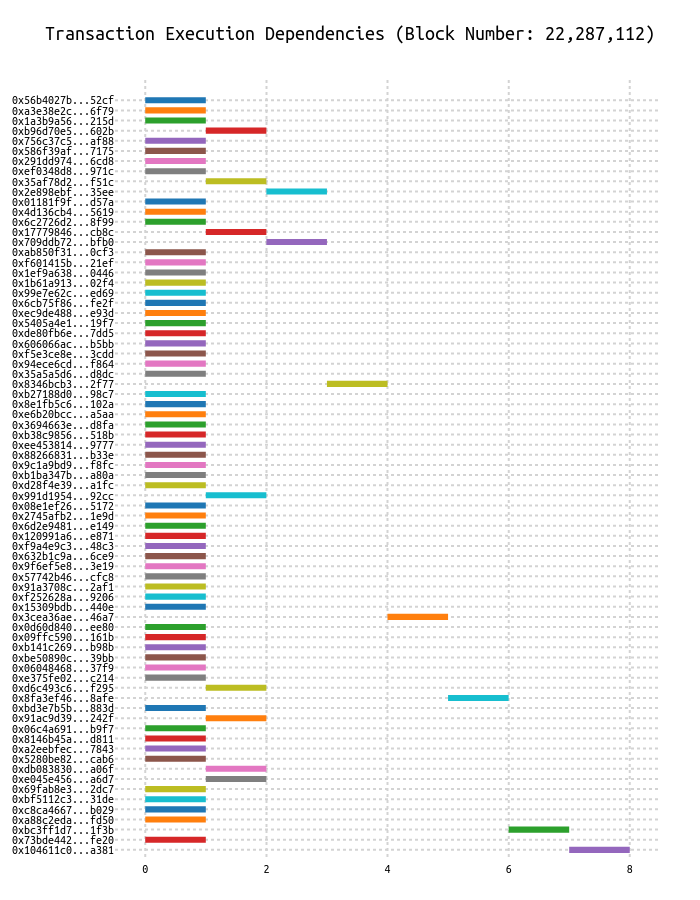 Transaction Execution Dependencies (Block Number: 22,287,112)
0x56b4027b...52cf
0xa3e38e2c...6f79
0x1a3b9a56...215d
0xb96d70e5...602b
0x756c37c5...af88
0x586f39af...7175
0x291dd974...6cd8
0xef0348d8...971c
0x35af78d2...f51c
0x2e898ebf...35ee
0x01181f9f...d57a
0x4d136cb4...5619
0x6c2726d2...8f99
0x17779846...cb8c
0x709ddb72...bfb0
0xab850f31...0cf3
0xf601415b...21ef
0x1ef9a638...0446
0x1b61a913...02f4
0x99e7e62c...ed69
0x6cb75f86...fe2f
0xec9de488...e93d
0x5405a4e1...19f7
0xde80fb6e...7dd5
0x606066ac...b5bb
0xf5e3ce8e...3cdd
0x94ece6cd...f864
0x35a5a5d6...d8dc
0x8346bcb3...2f77
0xb27188d0...98c7
0x8e1fb5c6...102a
0xe6b20bcc...a5aa
0x3694663e...d8fa
0xb38c9856...518b
0xee453814...9777
0x88266831...b33e
0x9c1a9bd9...f8fc
0xb1ba347b...a80a
0xd28f4e39...a1fc
0x991d1954...92cc
0x08e1ef26...5172
0x2745afb2...1e9d
0x6d2e9481...e149
0x120991a6...e871
0xf9a4e9c3...48c3
0x632b1c9a...6ce9
0x9f6ef5e8...3e19
0x57742b46...cfc8
0x91a3708c...2af1
0xf252628a...9206
0x15309bdb...440e
0x3cea36ae...46a7
0x0d60d840...ee80
0x09ffc590...161b
0xb141c269...b98b
0xbe50890c...39bb
0x06048468...37f9
0xe375fe02...c214
0xd6c493c6...f295
0x8fa3ef46...8afe
0xbd3e7b5b...883d
0x91ac9d39...242f
0x06c4a691...b9f7
0x8146b45a...d811
0xa2eebfec...7843
0x5280be82...cab6
0xdb083830...a06f
0xe045e456...a6d7
0x69fab8e3...2dc7
0xbf5112c3...31de
0xc8ca4667...b029
0xa88c2eda...fd50
0xbc3ff1d7...1f3b
0x73bde442...fe20
0x104611c0...a381
0 2 4 6 8